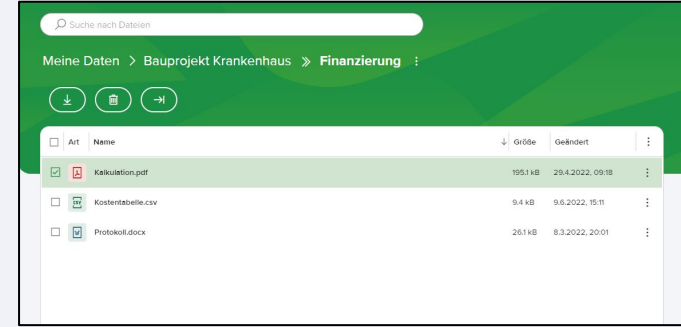 Suche nach Dateien
Meine Daten > Bauprojekt Krankenhaus >> Finanzierung
Art Name Größe Geändert
Kalkulation.pdf 195.1 kB 29.4.2022, 09:18
CSV Kostentabelle.csv 9.4 kB 9.6.2022, 15:11
W Protokoll.docx 26.1 kB 8.3.2022, 20:01